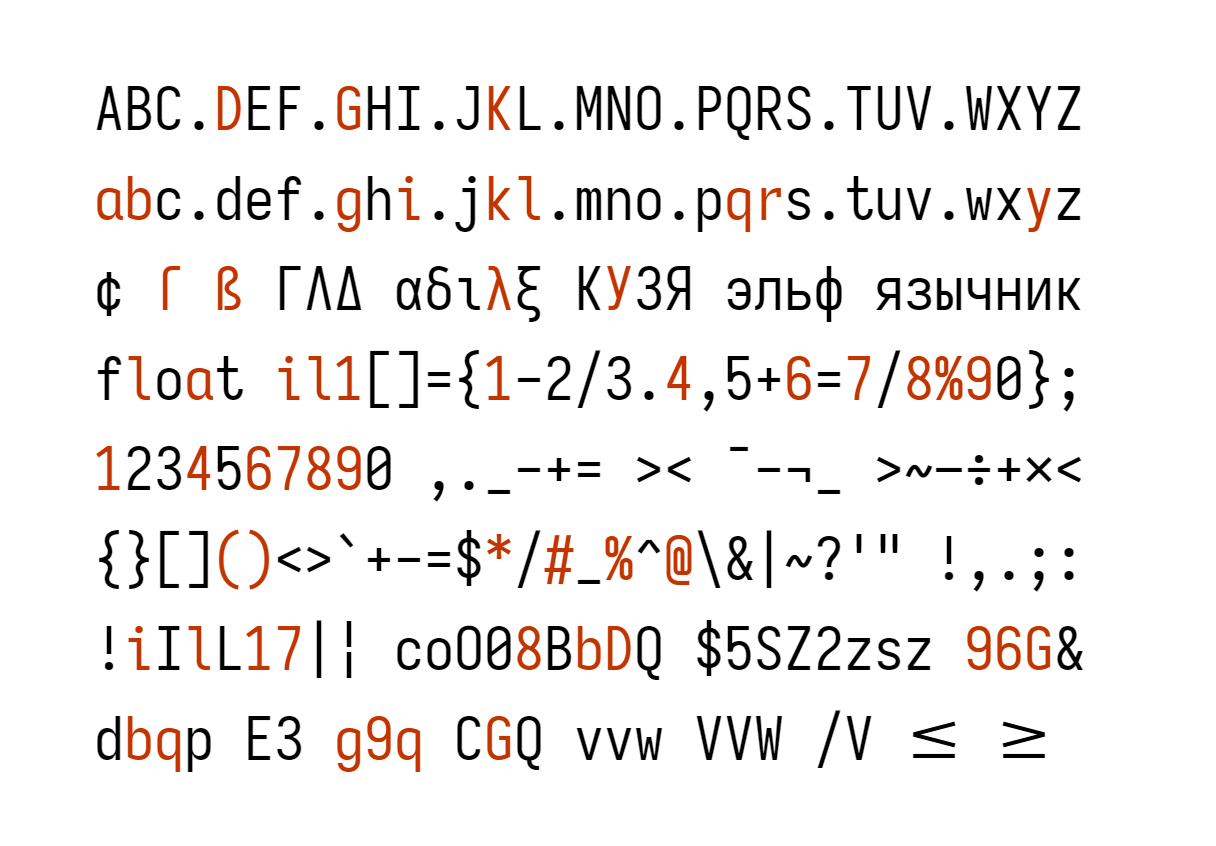 ABC.DEF.GHI.JKL.MNO.PQRS.TUV.WXYZ
abc.def.ghi.jkl.mno.pqrs.tuv.wxyz
¢ ſ ß ΓΛΔ αδιλξ КУЗЯ эльф язычник
float il1[]={1-2/3.4,5+6=7/8%90};
1234567890 ,._-+= >< ¯-¬_ >~–÷+×<
{}[]()<>`+-=$*/#_%^@\&|~?'" !,.;:
!iIlL17|¦ coO08BbDQ $5SZ2zsz 96G&
dbqp E3 g9q CGQ vvw VVW /V ≤ ≥